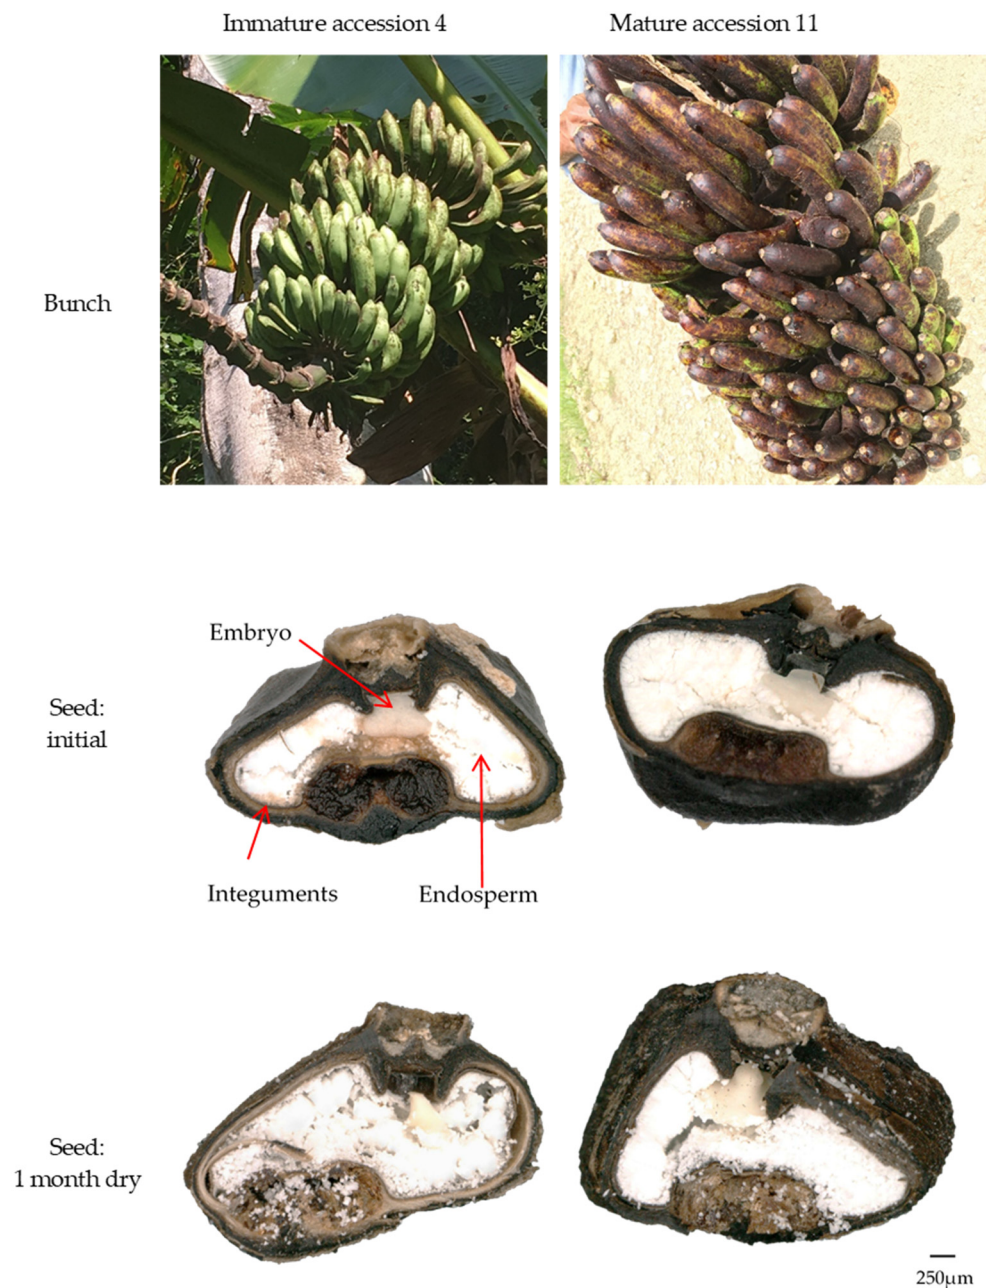 Immature accession 4
Mature accession 11
Bunch
Embryo
Seed:
initial
Integuments
Endosperm
Seed:
1 month dry
250μm